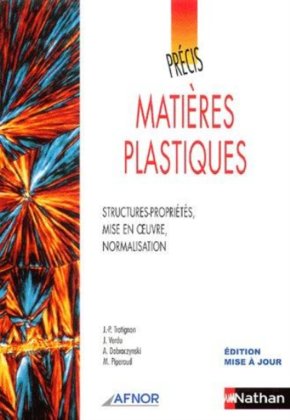 PRÉCIS
MATIÈRES
PLASTIQUES
STRUCTURES-PROPRIÉTÉS,
MISE EN ŒUVRE,
NORMALISATION
J.-P. Trotignon
J. Verdu
A. Dobraczynski
M. Piperaud
ÉDITION
MISE À JOUR
AFNOR
Nathan